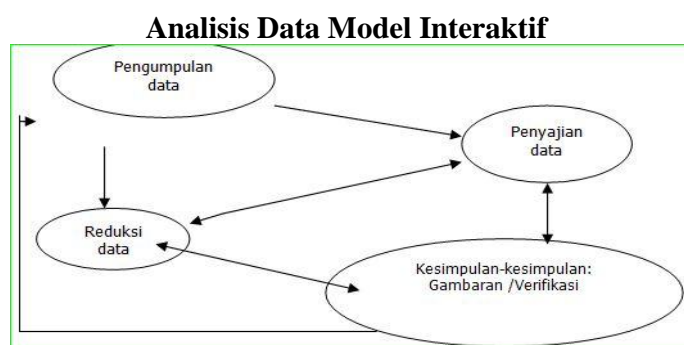 Analisis Data Model Interaktif
Pengumpulan
data
Penyajian
data
Reduksi
data
Kesimpulan-kesimpulan:
Gambaran /Verifikasi